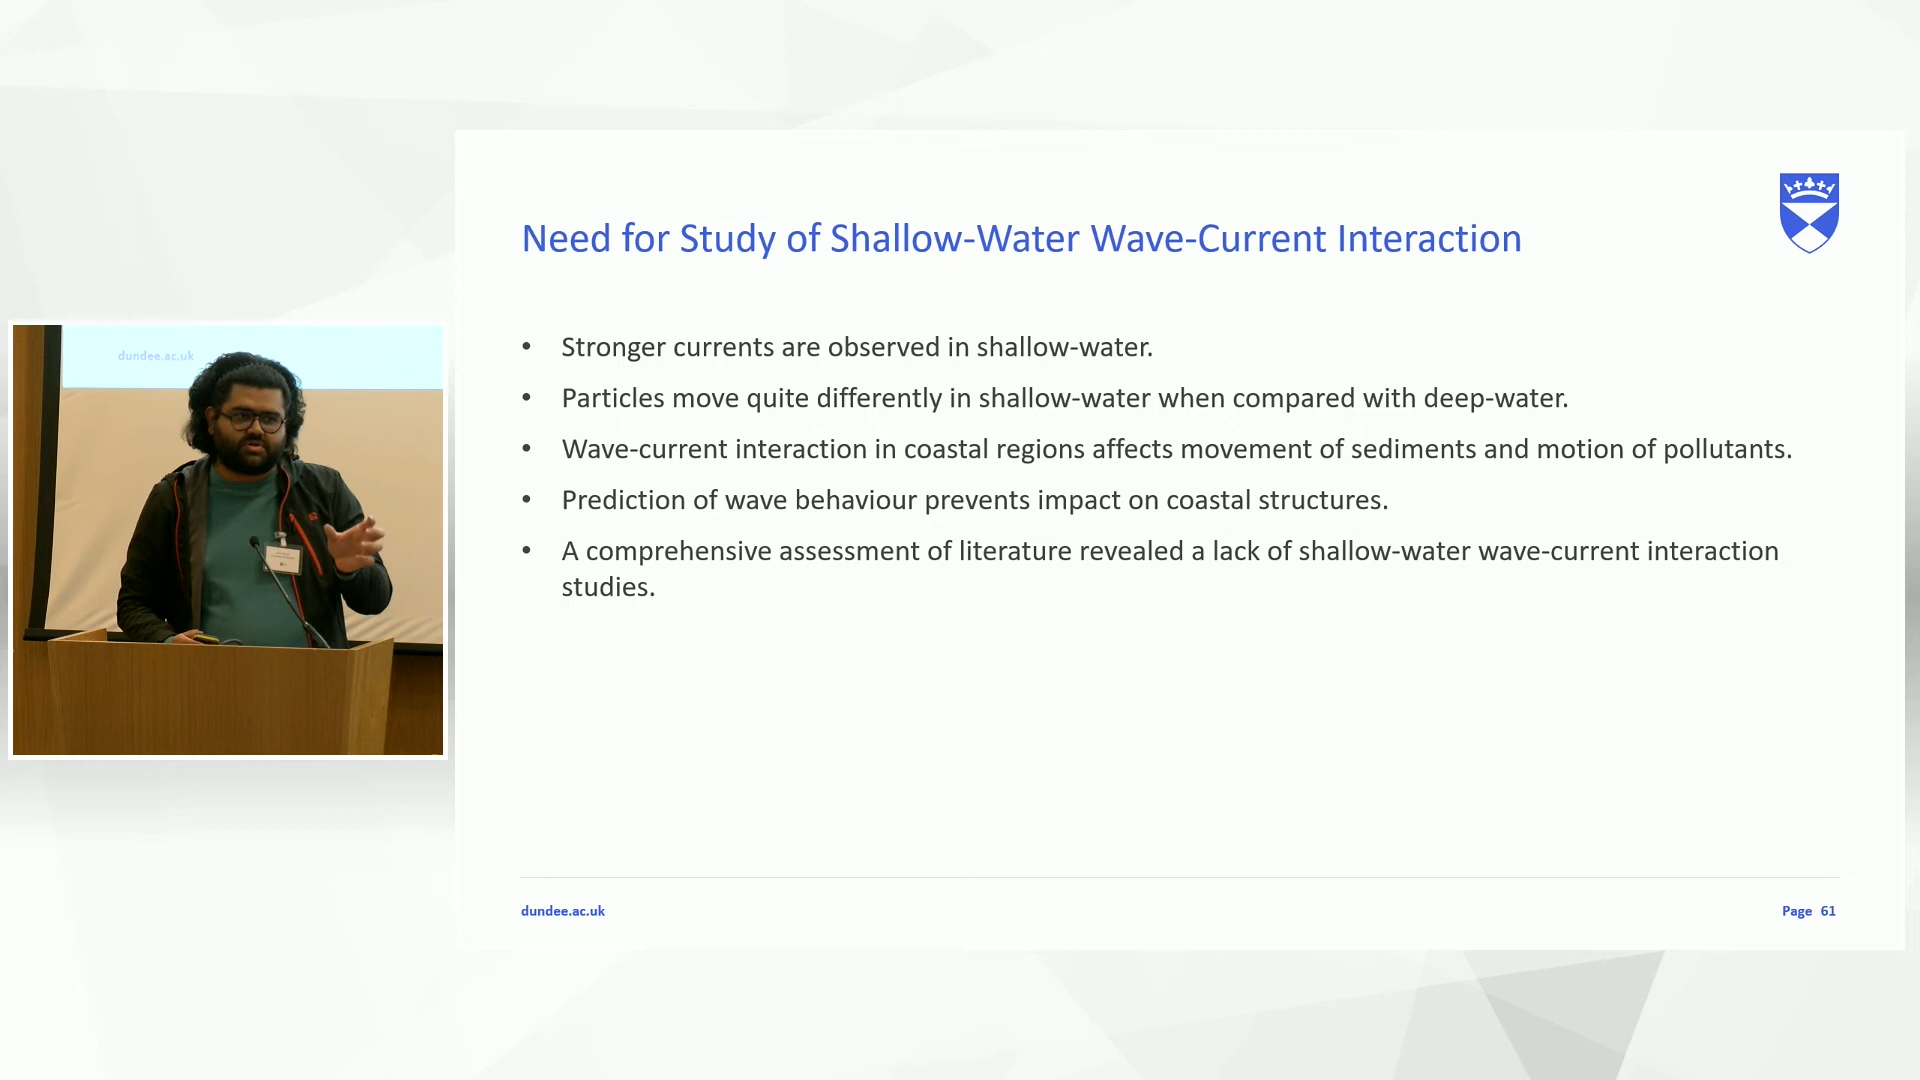 dundee.ac.uk
Need for Study of Shallow-Water Wave-Current Interaction
• Stronger currents are observed in shallow-water.
• Particles move quite differently in shallow-water when compared with deep-water.
• Wave-current interaction in coastal regions affects movement of sediments and motion of pollutants.
• Prediction of wave behaviour prevents impact on coastal structures.
• A comprehensive assessment of literature revealed a lack of shallow-water wave-current interaction
studies.
dundee.ac.uk
Page 61